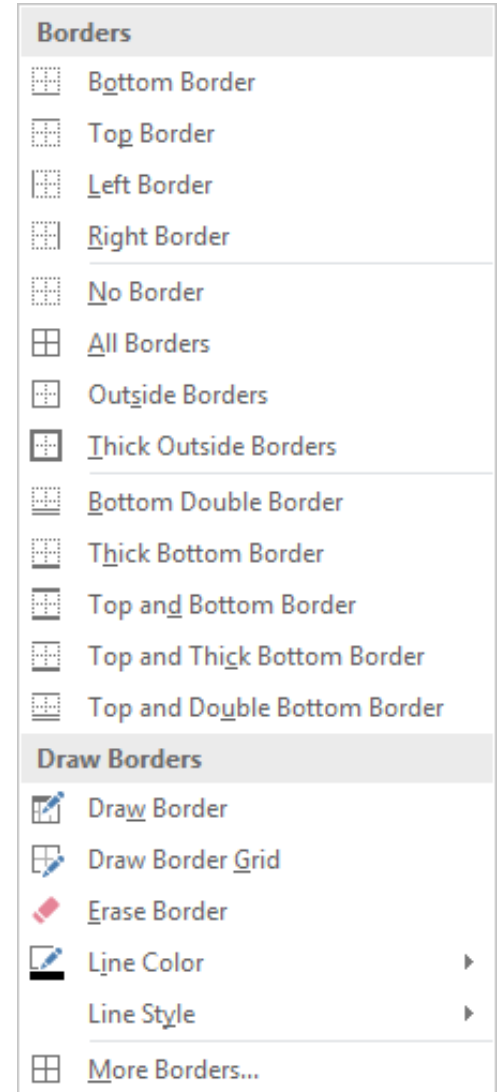 Borders
Bottom Border
Top Border
Left Border
Right Border
No Border
All Borders
Outside Borders
Thick Outside Borders
Bottom Double Border
Thick Bottom Border
Top and Bottom Border
Top and Thick Bottom Border
Top and Double Bottom Border
Draw Borders
Draw Border
Draw Border Grid
Erase Border
Line Color
Line Style
More Borders...